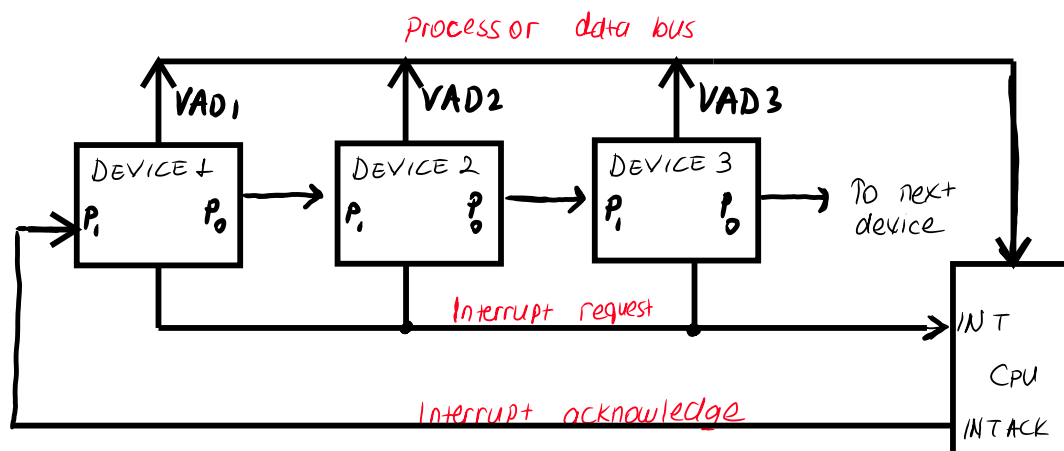 Processor data bus
VAD1
VAD2
VAD3
DEVICE 1
DEVICE 2
DEVICE 3
P1
P0
P1
P0
P1
P0
To next
device
Interrupt request
INT
CPU
Interrupt acknowledge
INTACK